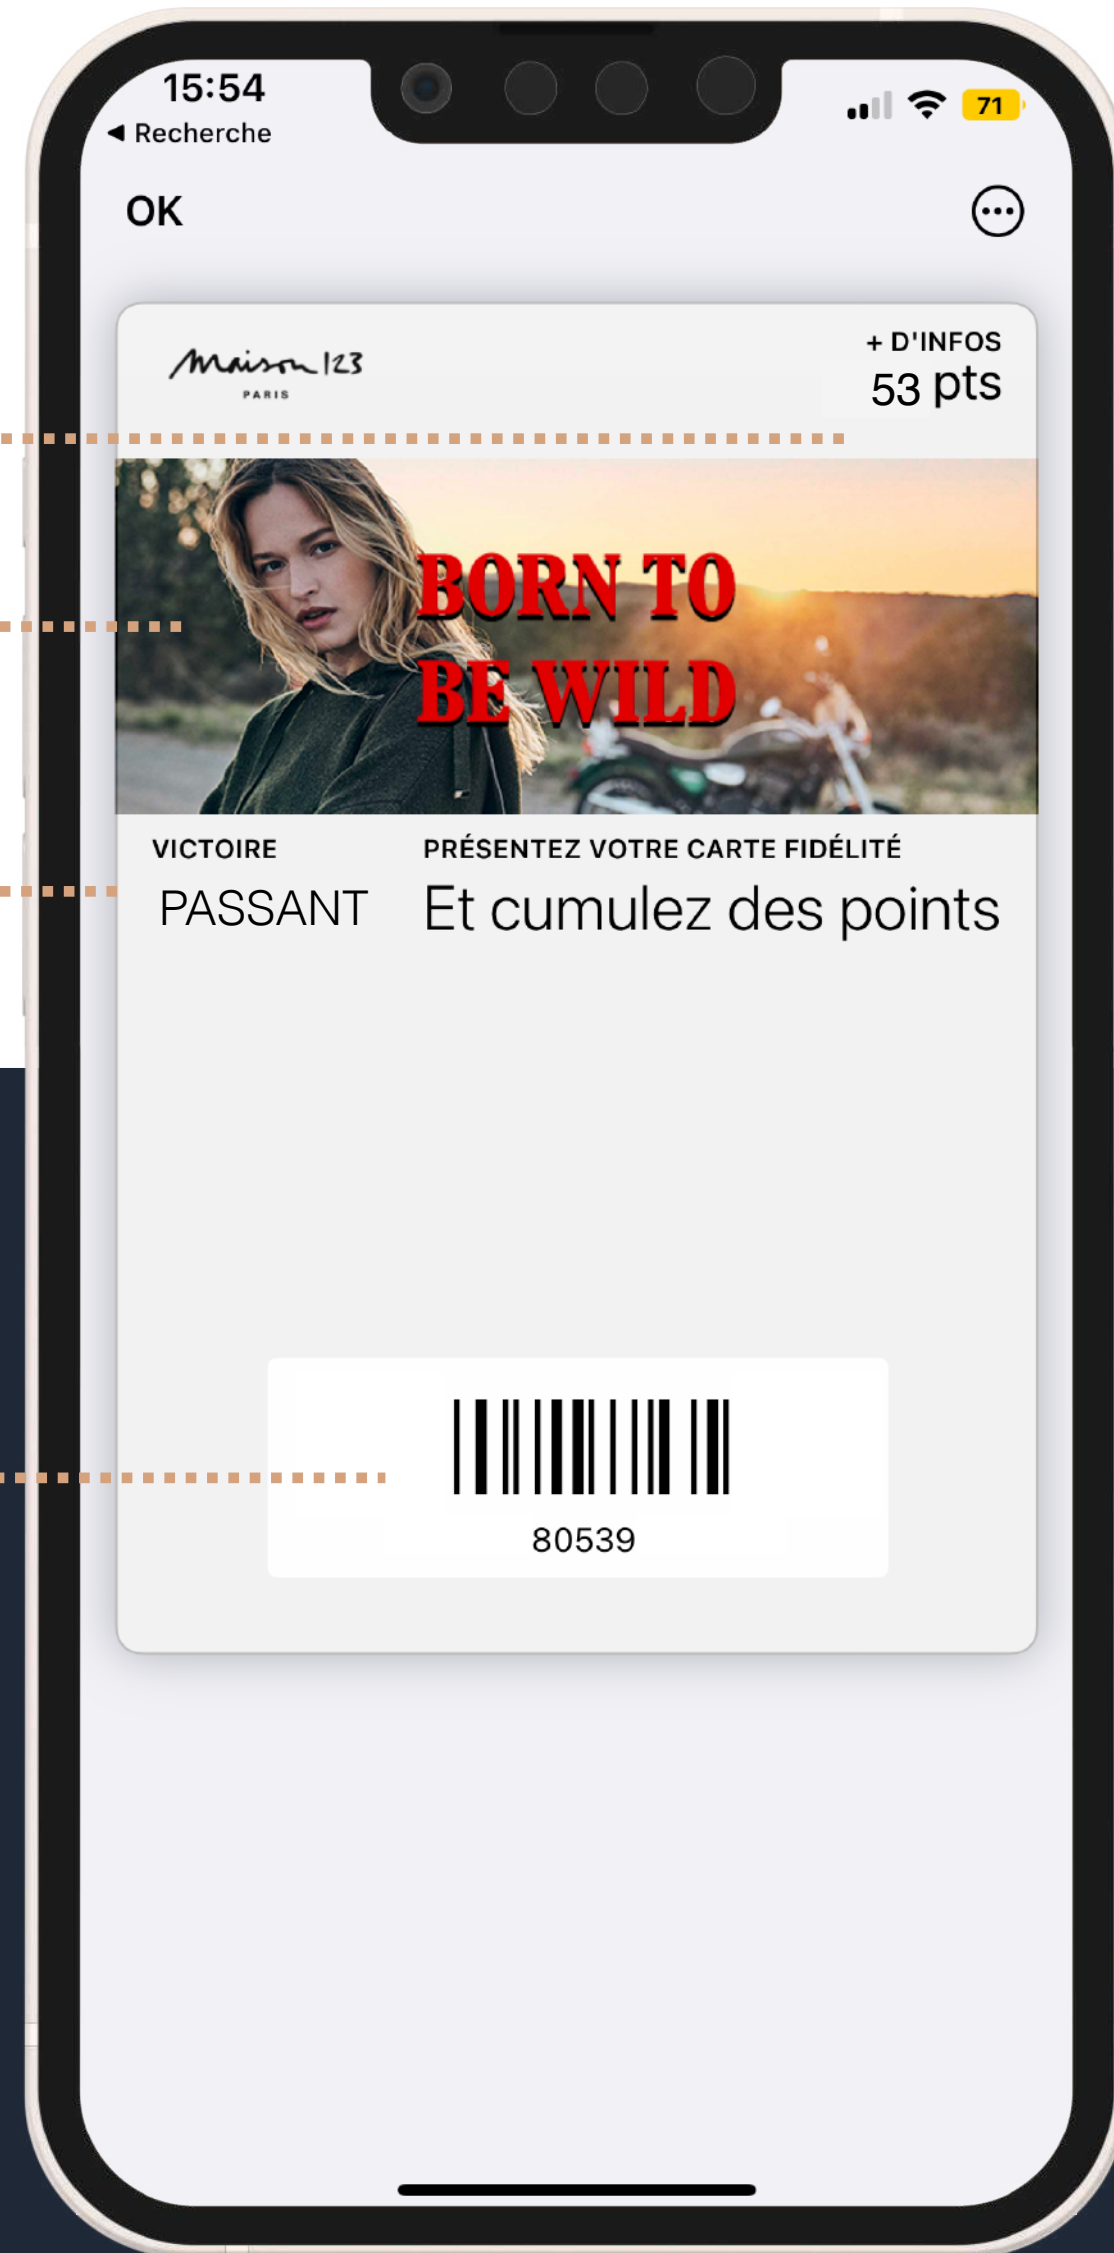 15:54
◀ Recherche
71
OK
Maison 123
PARIS
+ D'INFOS
53 pts
BORN TO
BE WILD
VICTOIRE
PASSANT
PRÉSENTEZ VOTRE CARTE FIDÉLITÉ
Et cumulez des points
80539